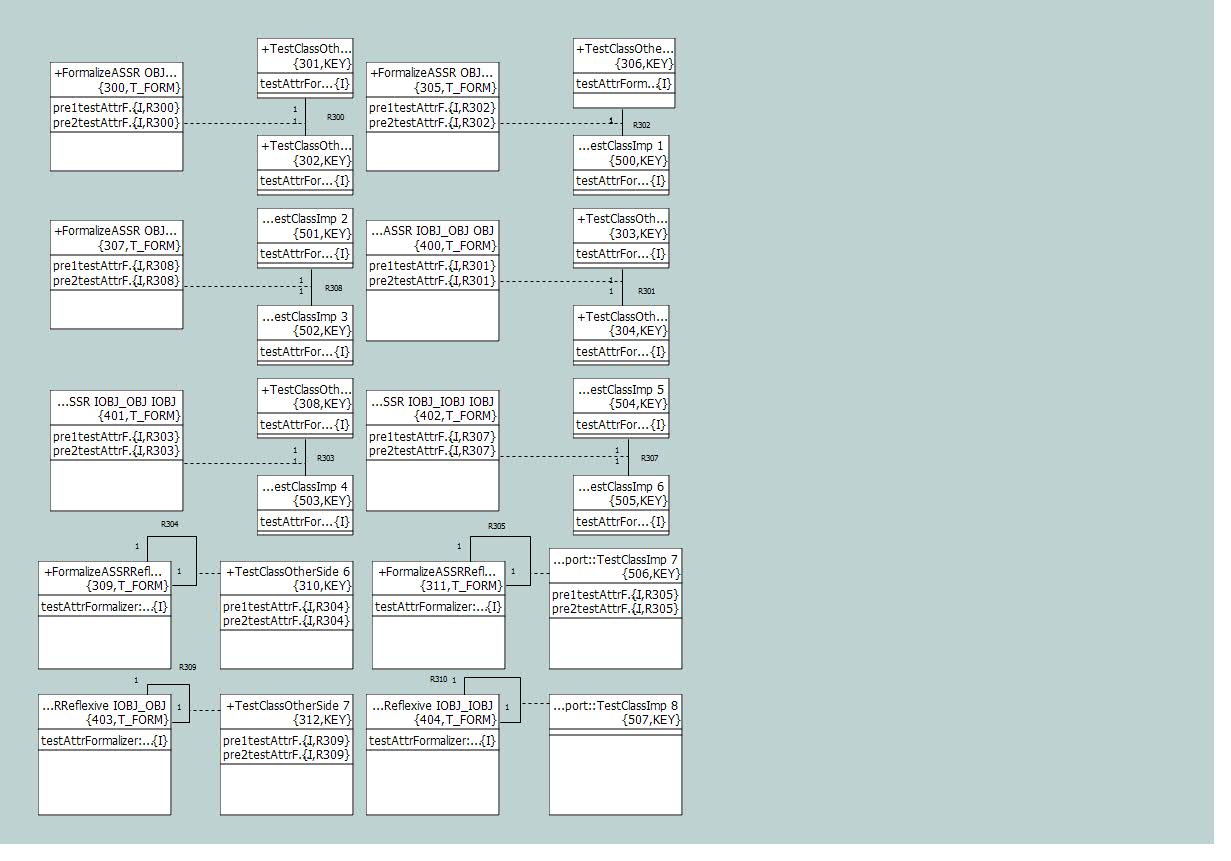 +FormalizeASSR OBJ...
{300,T_FORM}
pre1testAttrF.{I,R300}
pre2testAttrF.{I,R300}
+TestClassOth...
{301,KEY}
testAttrFor...{I}
1
R300
1
+TestClassOth...
{302,KEY}
testAttrFor...{I}
+FormalizeASSR OBJ...
{305,T_FORM}
pre1testAttrF.{I,R302}
pre2testAttrF.{I,R302}
+TestClassOthe...
{306,KEY}
testAttrForm...{I}
1
R302
...estClassImp 1
{500,KEY}
testAttrFor...{I}
+FormalizeASSR OBJ...
{307,T_FORM}
pre1testAttrF.{I,R308}
pre2testAttrF.{I,R308}
...estClassImp 2
{501,KEY}
testAttrFor...{I}
1
R308
1
...estClassImp 3
{502,KEY}
testAttrFor...{I}
...ASSR IOBJ_OBJ OBJ
{400,T_FORM}
pre1testAttrF.{I,R301}
pre2testAttrF.{I,R301}
+TestClassOth...
{303,KEY}
testAttrFor...{I}
1
1
R301
+TestClassOth...
{304,KEY}
testAttrFor...{I}
...SSR IOBJ_OBJ IOBJ
{401,T_FORM}
pre1testAttrF.{I,R303}
pre2testAttrF.{I,R303}
+TestClassOth...
{308,KEY}
testAttrFor...{I}
1
R303
1
...estClassImp 4
{503,KEY}
testAttrFor...{I}
...SSR IOBJ_IOBJ IOBJ
{402,T_FORM}
pre1testAttrF.{I,R307}
pre2testAttrF.{I,R307}
...estClassImp 5
{504,KEY}
testAttrFor...{I}
1
R307
1
...estClassImp 6
{505,KEY}
testAttrFor...{I}
R304
1
1
+FormalizeASSRRefl...
{309,T_FORM}
testAttrFormalizer:...{I}
+TestClassOtherSide 6
{310,KEY}
pre1testAttrF.{I,R304}
pre2testAttrF.{I,R304}
R305
1
1
+FormalizeASSRRefl...
{311,T_FORM}
testAttrFormalizer:...{I}
...port::TestClassImp 7
{506,KEY}
pre1testAttrF.{I,R305}
pre2testAttrF.{I,R305}
R309
1
1
...RReflexive IOBJ_OBJ
{403,T_FORM}
testAttrFormalizer:...{I}
+TestClassOtherSide 7
{312,KEY}
pre1testAttrF.{I,R309}
pre2testAttrF.{I,R309}
R310 1
1
...Reflexive IOBJ_IOBJ
{404,T_FORM}
testAttrFormalizer:...{I}
...port::TestClassImp 8
{507,KEY}